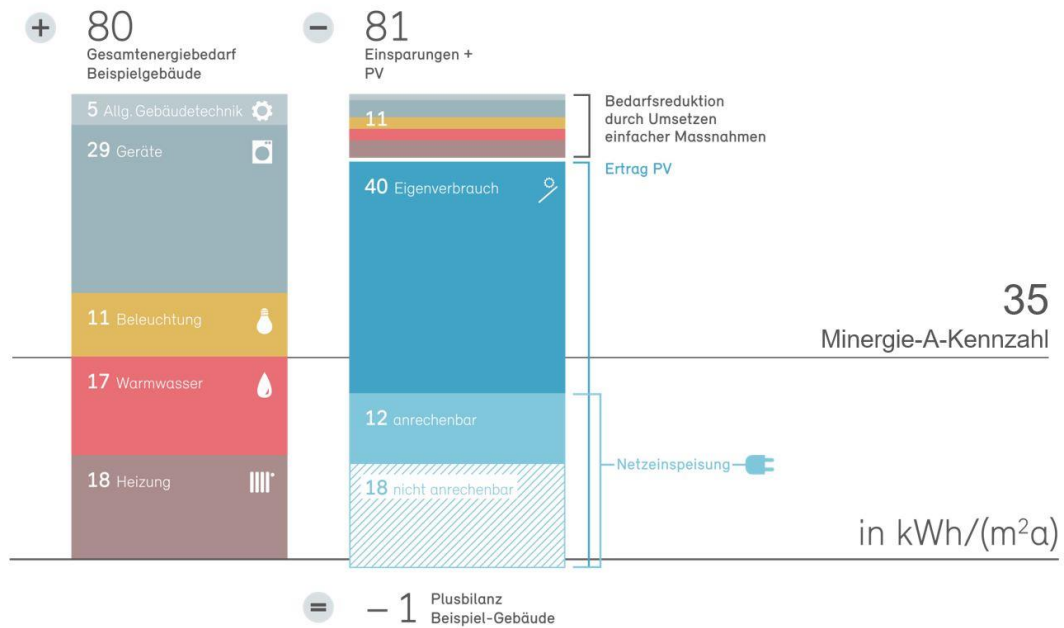 + 80
Gesamtenergiebedarf
Beispielgebäude
5 Allg. Gebäudetechnik
29 Geräte
11 Beleuchtung
17 Warmwasser
18 Heizung
− 81
Einsparungen +
PV
11
40 Eigenverbrauch
12 anrechenbar
18 nicht anrechenbar
Bedarfsreduktion
durch Umsetzen
einfacher Massnahmen
Ertrag PV
Netzeinspeisung
35
Minergie-A-Kennzahl
in kWh/(m²a)
= – 1 Plusbilanz
Beispiel-Gebäude